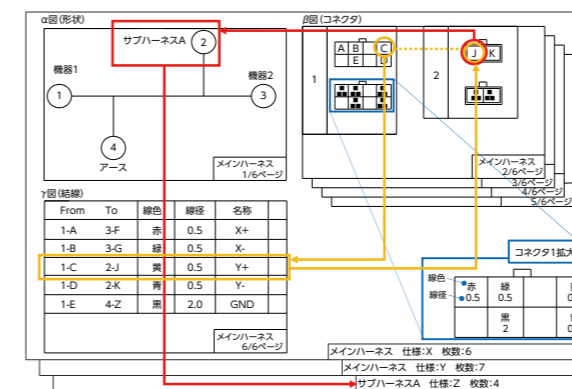 α図(形状)
サブハーネスA 2
機器1
機器2
1
3
4
アース
メインハーネス
1/6ページ
β図(コネクタ)
1
A B C
E D
2
J K
メインハーネス
2/6ページ
3/6ページ
4/6ページ
5/6ページ
γ図(結線)
From To 線色 線径 名称
1-A 3-F 赤 0.5 X+
1-B 3-G 緑 0.5 X-
1-C 2-J 黄 0.5 Y+
1-D 2-K 青 0.5 Y-
1-E 4-Z 黒 2.0 GND
メインハーネス
6/6ページ
コネクタ1拡大
線色
線径
赤 緑
0.5 0.5
黒
2
メインハーネス 仕様:X 枚数:6
メインハーネス 仕様:Y 枚数:7
サブハーネスA 仕様:Z 枚数:4